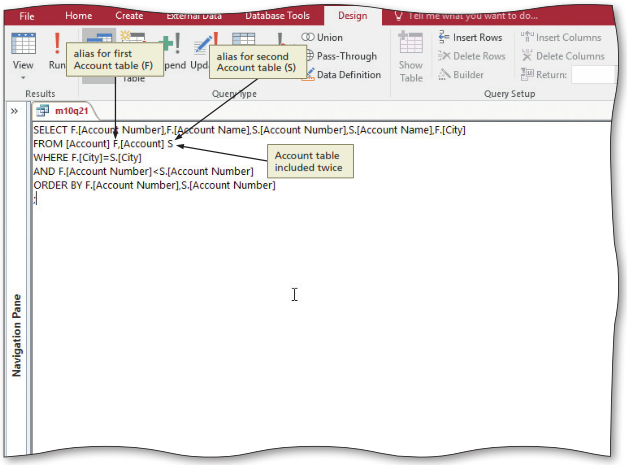 File Home Create External Data Database Tools Design Tell me what you want to do...
alias for first
Account table (F)
alias for second
Account table (S)
View
Run
Table
Union
Pass-Through
Data Definition
Show
Table
Insert Rows
Delete Rows
Builder
Insert Columns
Delete Columns
Return:
Results Query Type Query Setup
»
m10q21
SELECT F.[Account Number],F.[Account Name],S.[Account Number],S.[Account Name],F.[City]
FROM [Account] F,[Account] S
WHERE F.[City]=S.[City]
AND F.[Account Number]<S.[Account Number]
ORDER BY F.[Account Number],S.[Account Number]
;
Account table
included twice
Navigation Pane